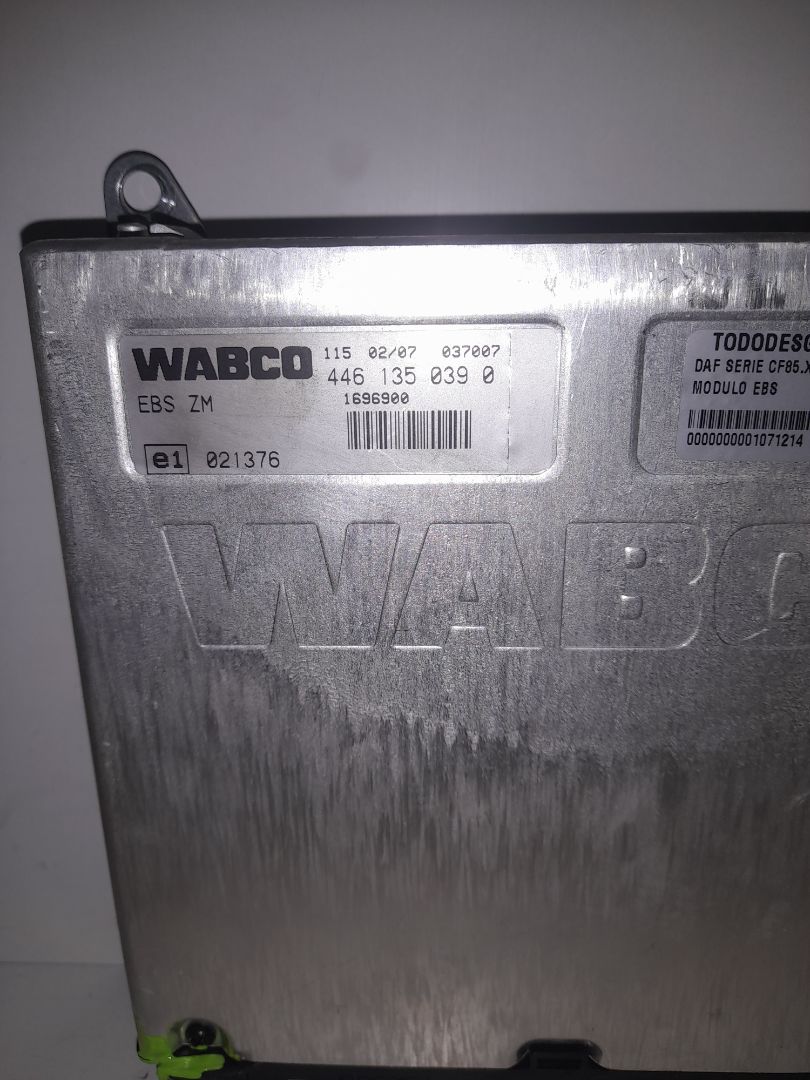 WABCO 115 02/07 037007
446 135 039 0
EBS ZM 1696900
e1 021376
TODODESG
DAF SERIE CF85.X
MODULO EBS
0000000001071214
WABC